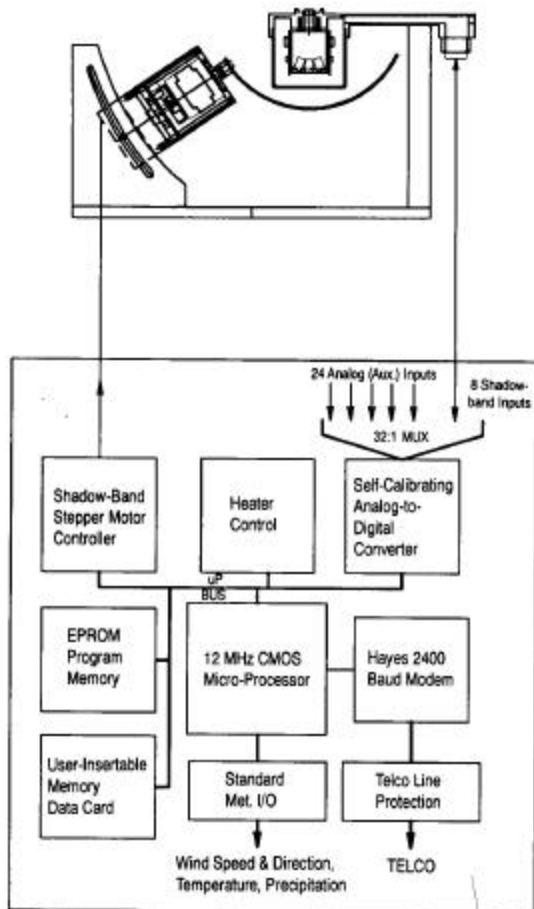 24 Analog (Aux.) Inputs
8 Shadow-
band Inputs
32:1 MUX
Shadow-Band
Stepper Motor
Controller
Heater
Control
Self-Calibrating
Analog-to-
Digital
Converter
uP
BUS
EPROM
Program
Memory
12 MHz CMOS
Micro-Processor
Hayes 2400
Baud Modem
User-Insertable
Memory
Data Card
Standard
Met. I/O
Telco Line
Protection
Wind Speed & Direction,
Temperature, Precipitation
TELCO